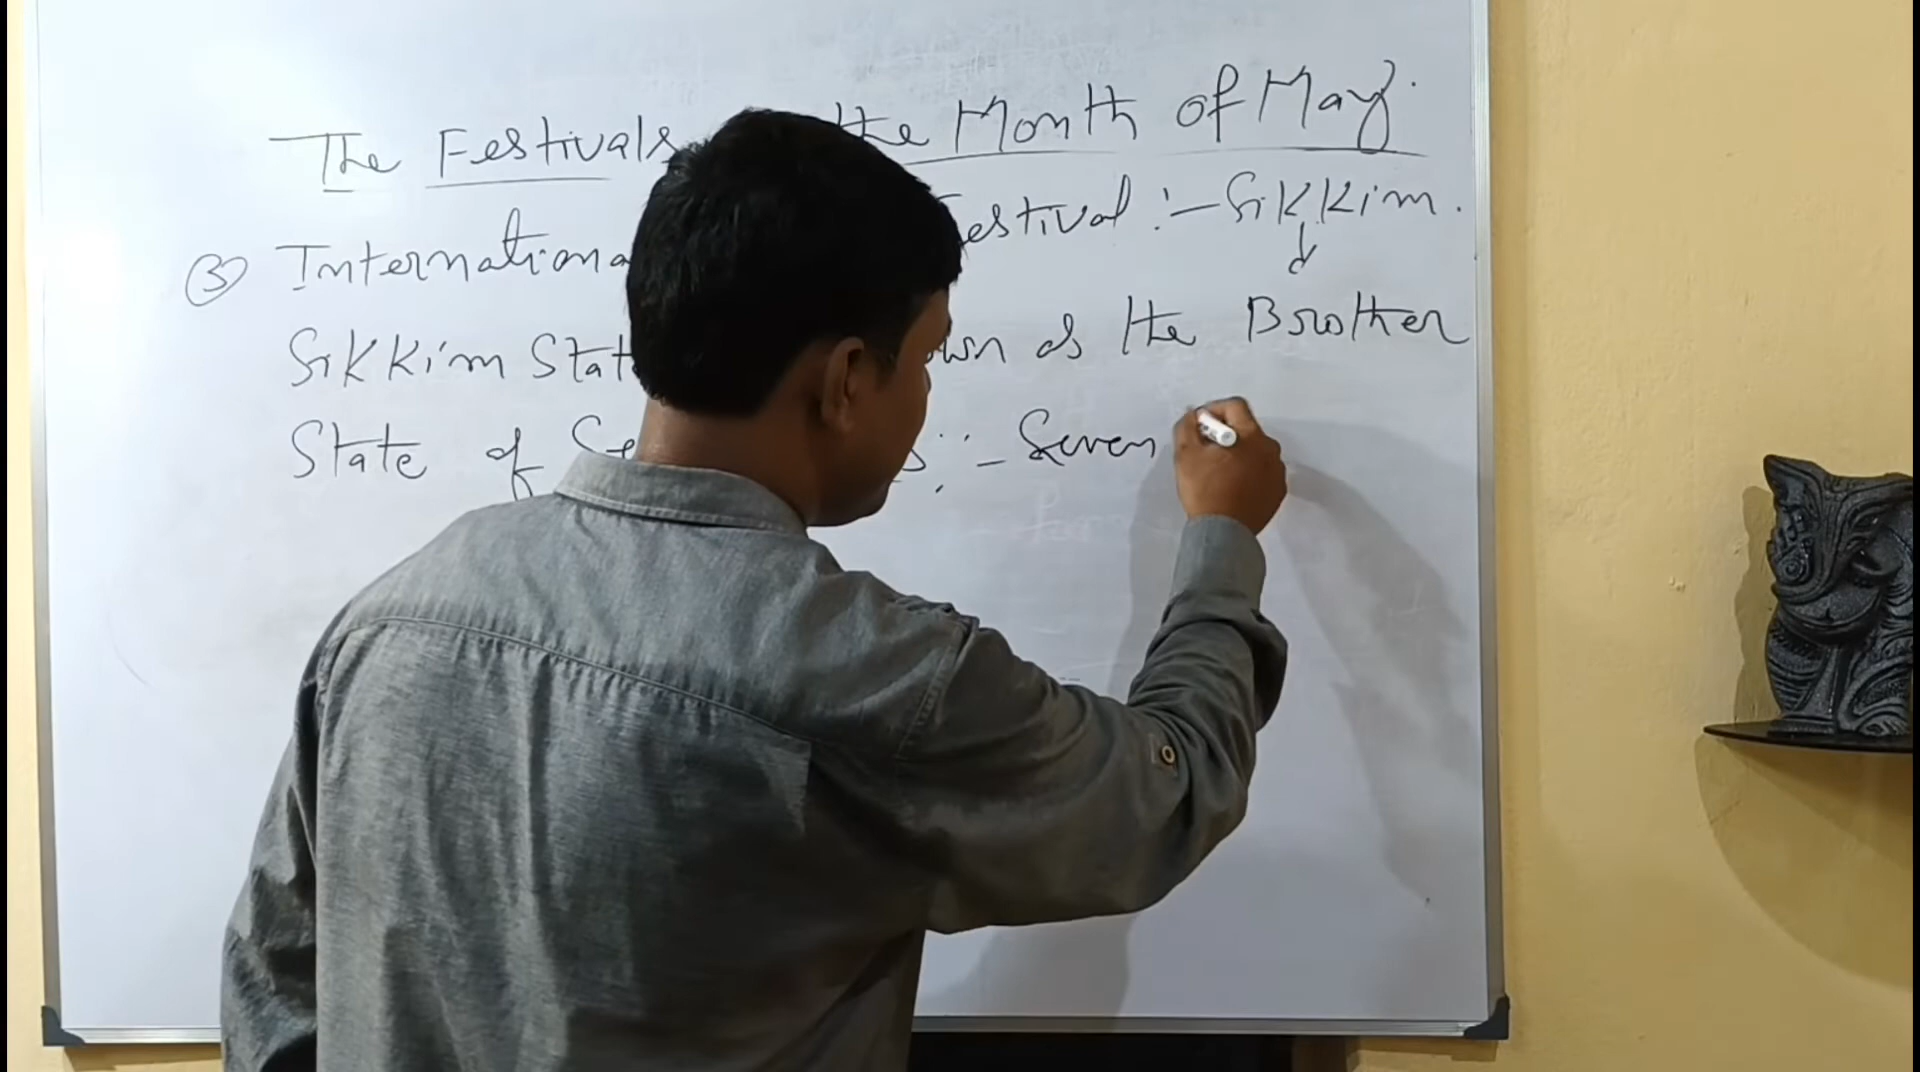 The Festivals the Month of May.
③ Internationa estival :- Sikkim.
Sikkim Stat own as the Brother
State of Se s :- Seven